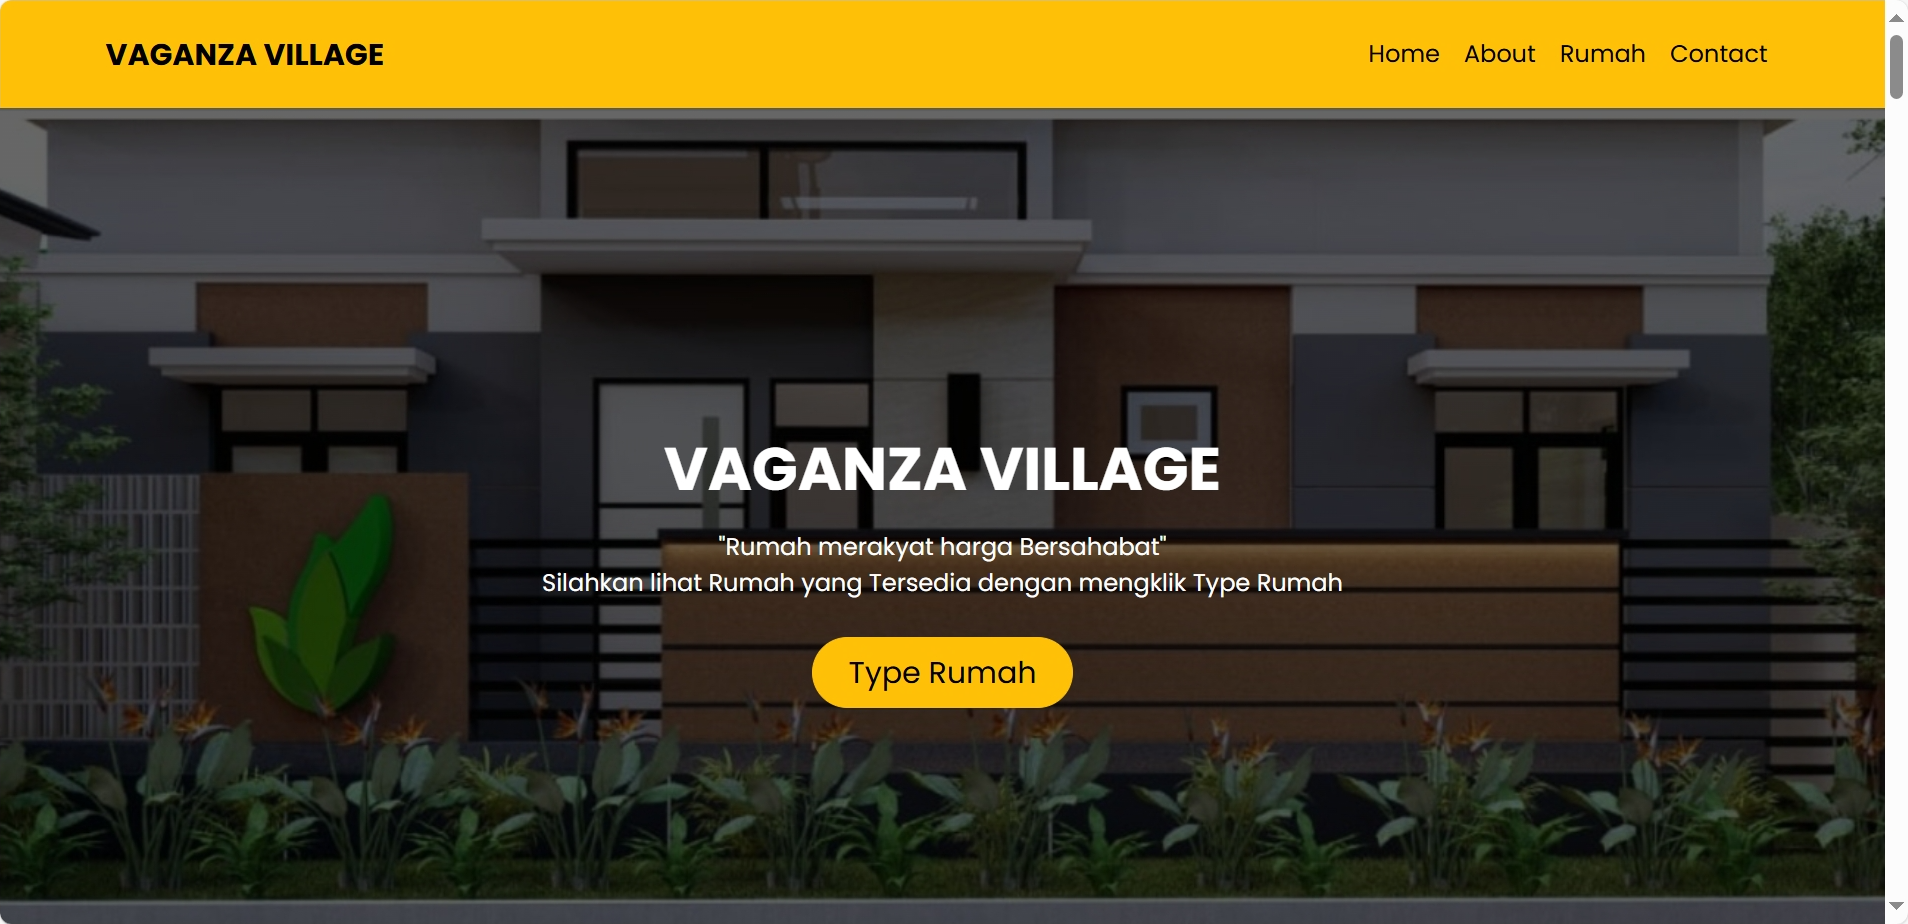 VAGANZA VILLAGE
Home About Rumah Contact
VAGANZA VILLAGE
"Rumah merakyat harga Bersahabat"
Silahkan lihat Rumah yang Tersedia dengan mengklik Type Rumah
Type Rumah